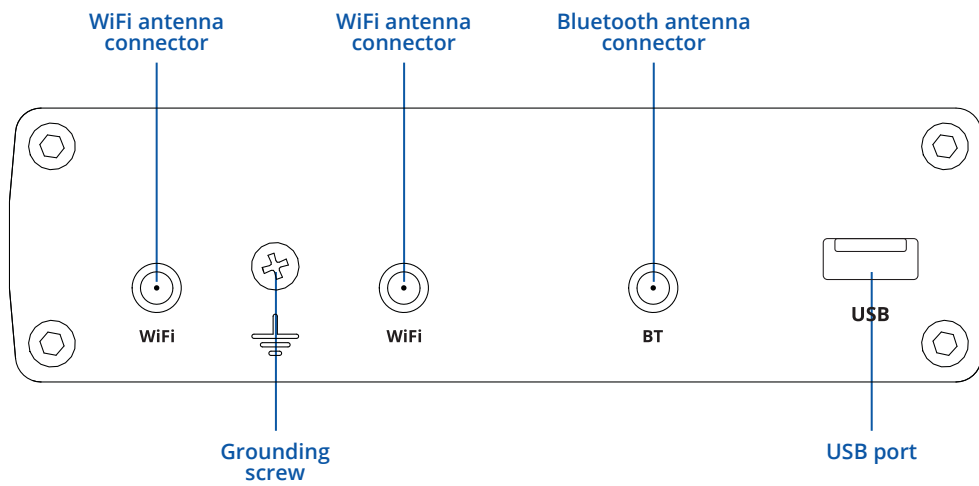 WiFi antenna
connector
WiFi antenna
connector
Bluetooth antenna
connector
WiFi
WiFi
BT
USB
Grounding
screw
USB port